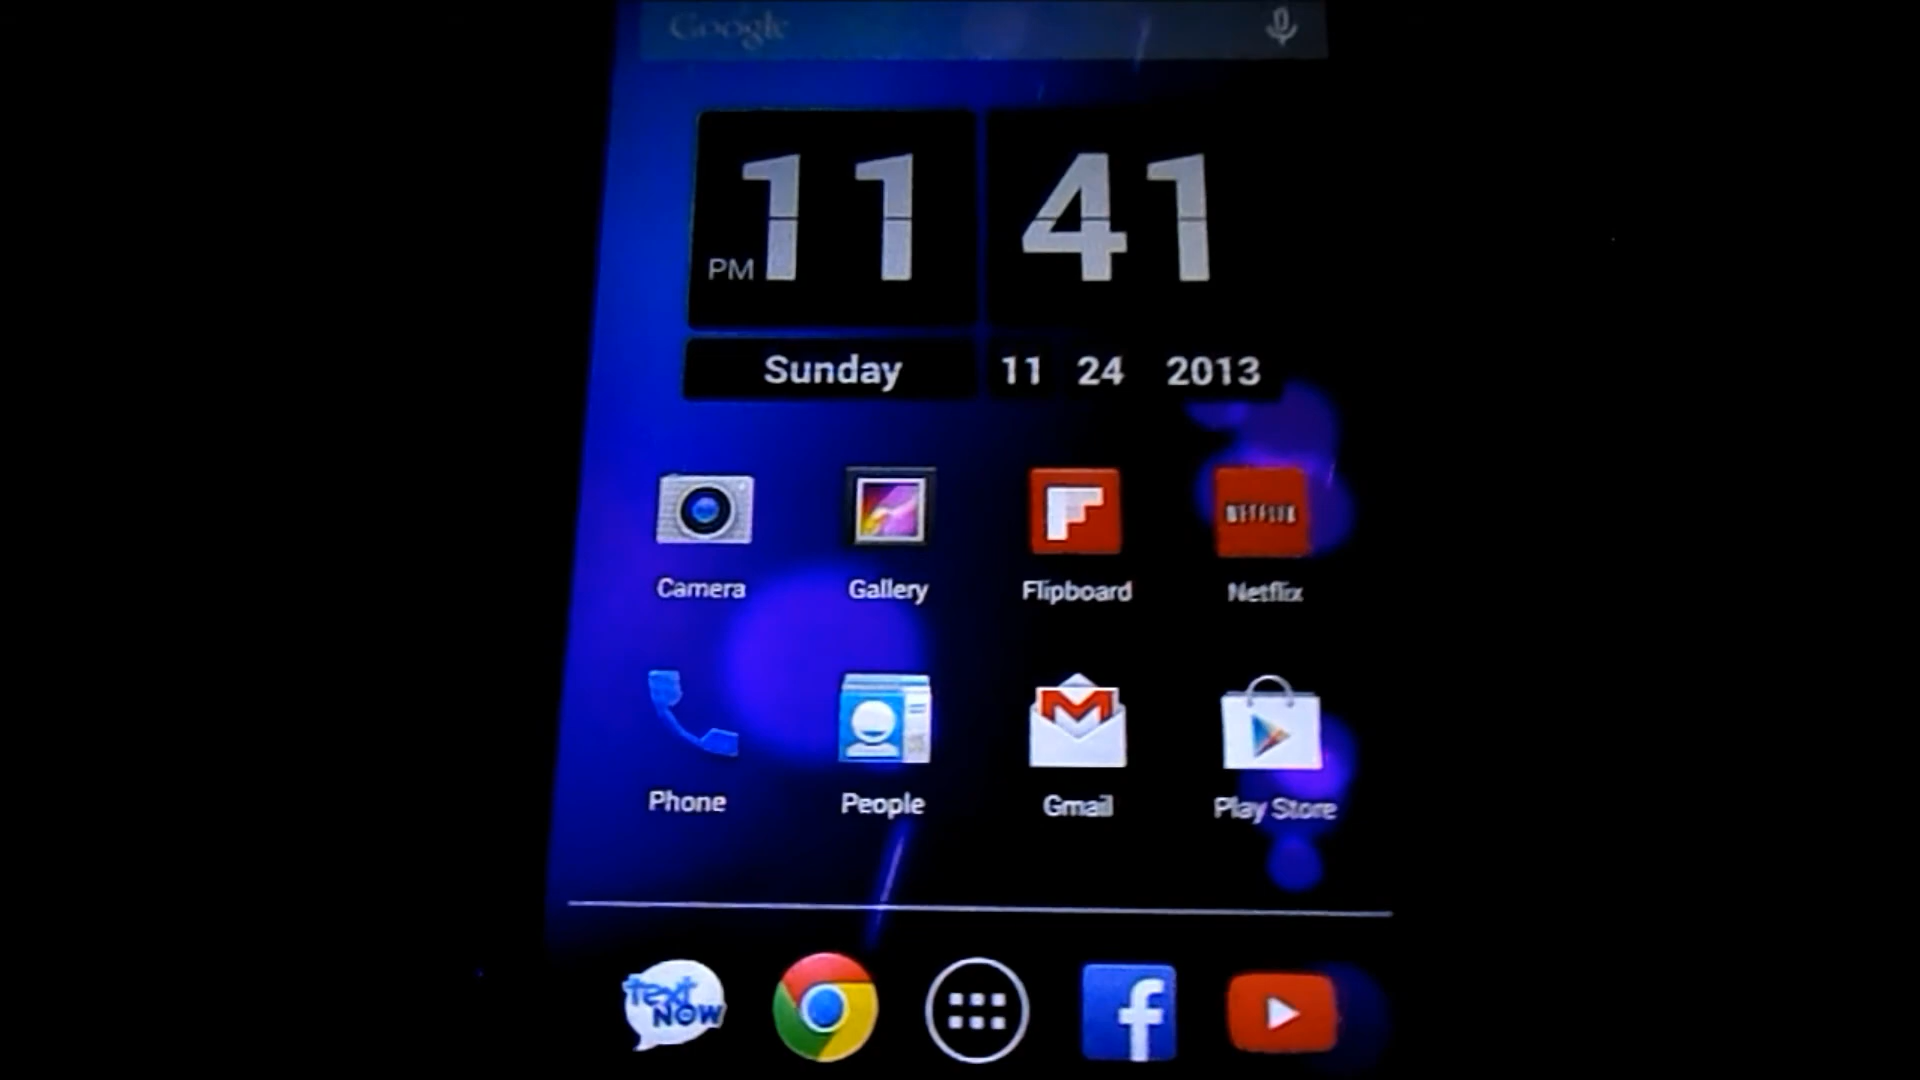 Google
11 41
PM
Sunday 11 24 2013
Camera Gallery Flipboard Netflix
NETFLIX
Phone People Gmail Play Store
text
NOW